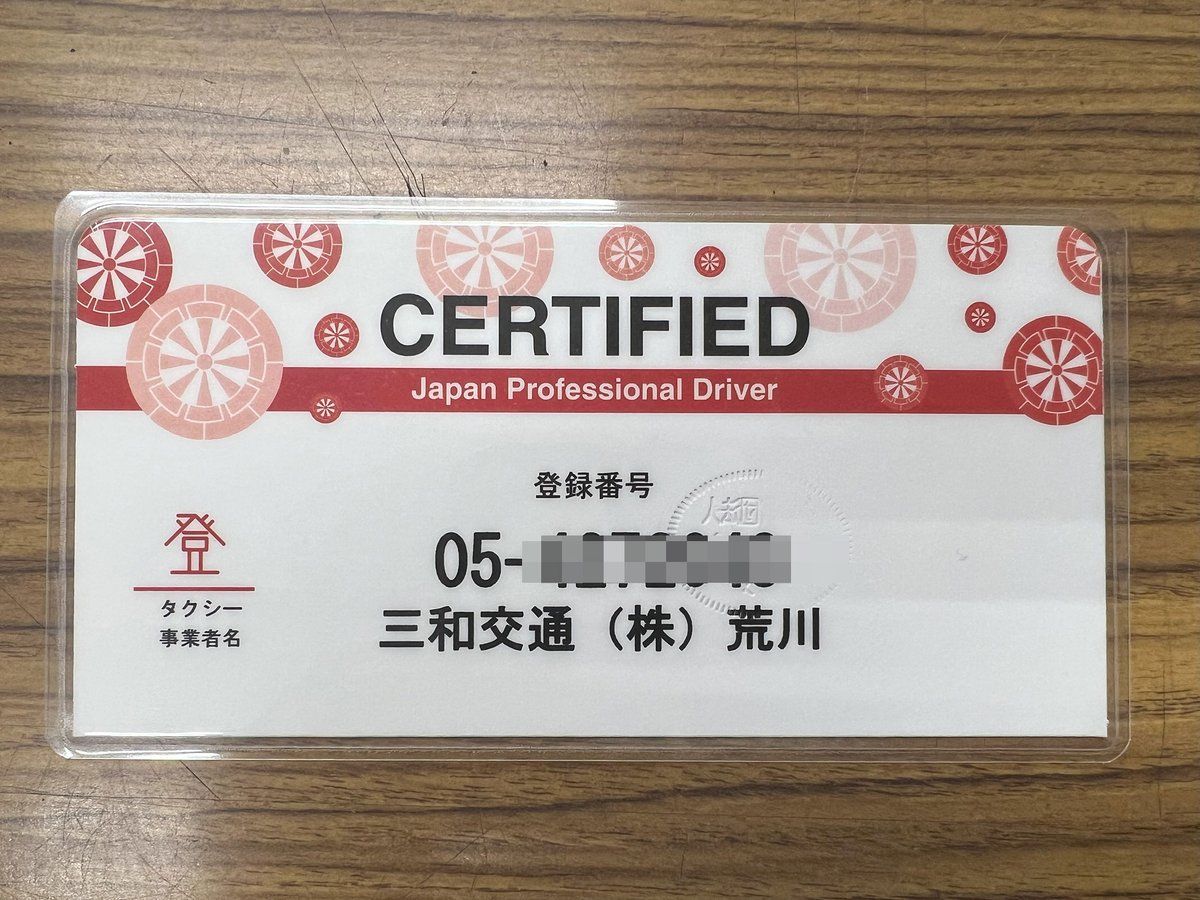 CERTIFIED
Japan Professional Driver
登録番号
05-
三和交通（株）荒川
登
タクシー
事業者名